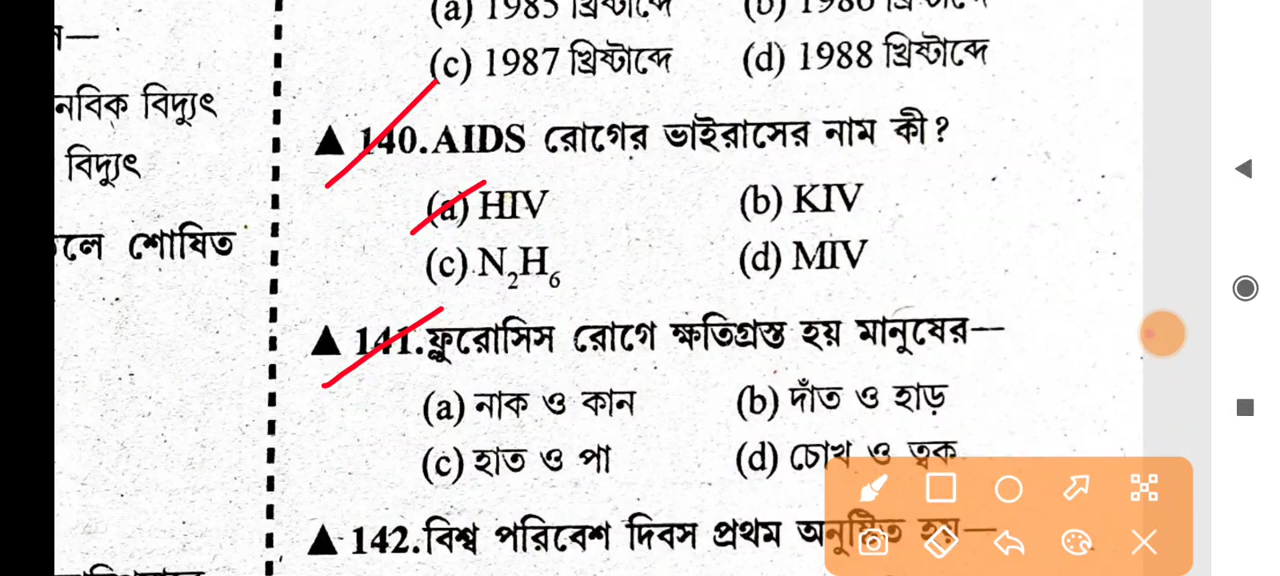 নবিক বিদ্যুৎ
বিদ্যুৎ
লে শোষিত
(c) 1987 খ্রিষ্টাব্দে (d) 1988 খ্রিষ্টাব্দে
▲ 140. AIDS রোগের ভাইরাসের নাম কী?
(a) HIV (b) KIV
(c) N₂H₆ (d) MIV
▲ 141. ফ্লুরোসিস রোগে ক্ষতিগ্রস্ত হয় মানুষের—
(a) নাক ও কান (b) দাঁত ও হাড়
(c) হাত ও পা (d) চোখ ও ত্বক
▲ 142. বিশ্ব পরিবেশ দিবস প্রথম অনুষ্ঠিত হয়—